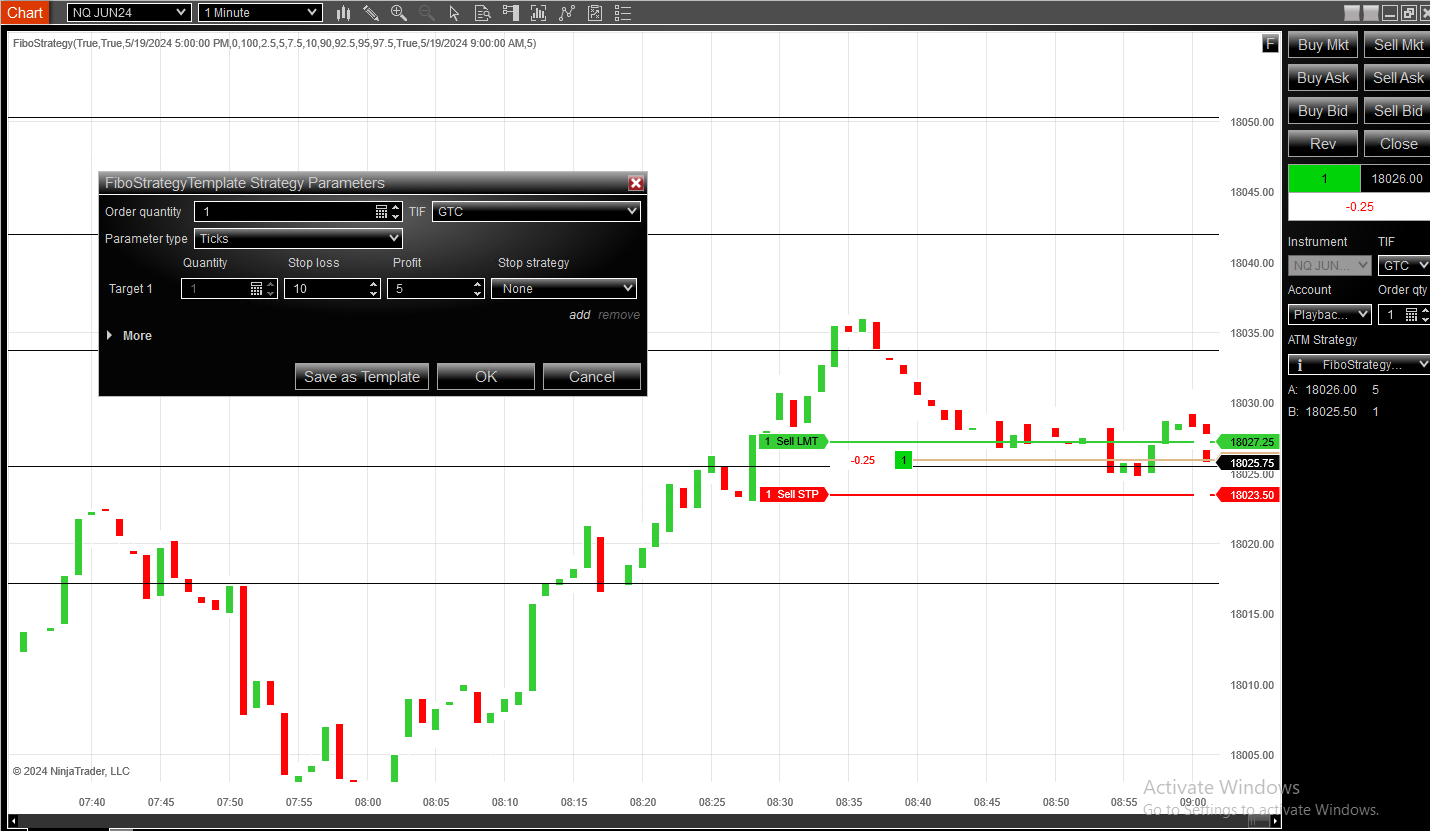 Chart NQ JUN24 1 Minute
FiboStrategy(True,True,5/19/2024 5:00:00 PM,0,100,2.5,5,7.5,10,90,92.5,95,97.5,True,5/19/2024 9:00:00 AM,5)
F
18050.00
18045.00
18040.00
18035.00
18030.00
18027.25
18025.75
18025.00
18023.50
18020.00
18015.00
18010.00
18005.00
FiboStrategyTemplate Strategy Parameters
Order quantity 1 TIF GTC
Parameter type Ticks
Quantity Stop loss Profit Stop strategy
Target 1 1 10 5 None
add remove
More
Save as Template OK Cancel
1 Sell LMT
-0.25 1
1 Sell STP
© 2024 NinjaTrader, LLC
07:40 07:45 07:50 07:55 08:00 08:05 08:10 08:15 08:20 08:25 08:30 08:35 08:40 08:45 08:50 08:55 09:00
Buy Mkt Sell Mkt
Buy Ask Sell Ask
Buy Bid Sell Bid
Rev Close
1 18026.00
-0.25
Instrument TIF
NQ JUN... GTC
Account Order qty
Playbac... 1
ATM Strategy
FiboStrategy...
A: 18026.00 5
B: 18025.50 1
Activate Windows
Go to Settings to activate Windows.